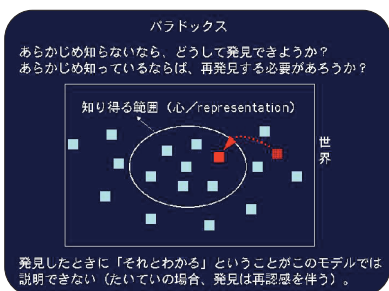 パラドックス
あらかじめ知らないなら、どうして発見できようか？
あらかじめ知っているならば、再発見する必要があろうか？
知り得る範囲（心／representation）
世界
発見したときに「それとわかる」ということがこのモデルでは
説明できない（たいていの場合、発見は再認感を伴う）。